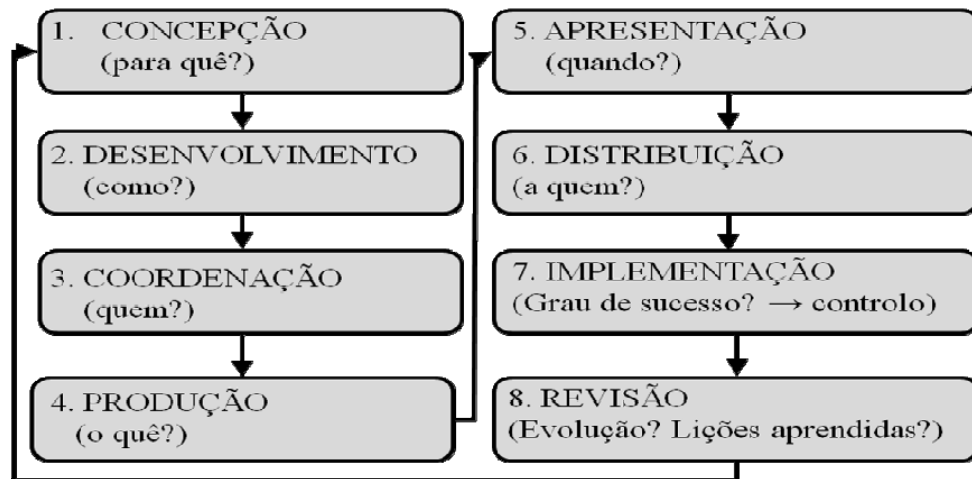 1. CONCEPÇÃO
(para quê?)
2. DESENVOLVIMENTO
(como?)
3. COORDENAÇÃO
(quem?)
4. PRODUÇÃO
(o quê?)
5. APRESENTAÇÃO
(quando?)
6. DISTRIBUIÇÃO
(a quem?)
7. IMPLEMENTAÇÃO
(Grau de sucesso? → controlo)
8. REVISÃO
(Evolução? Lições aprendidas?)